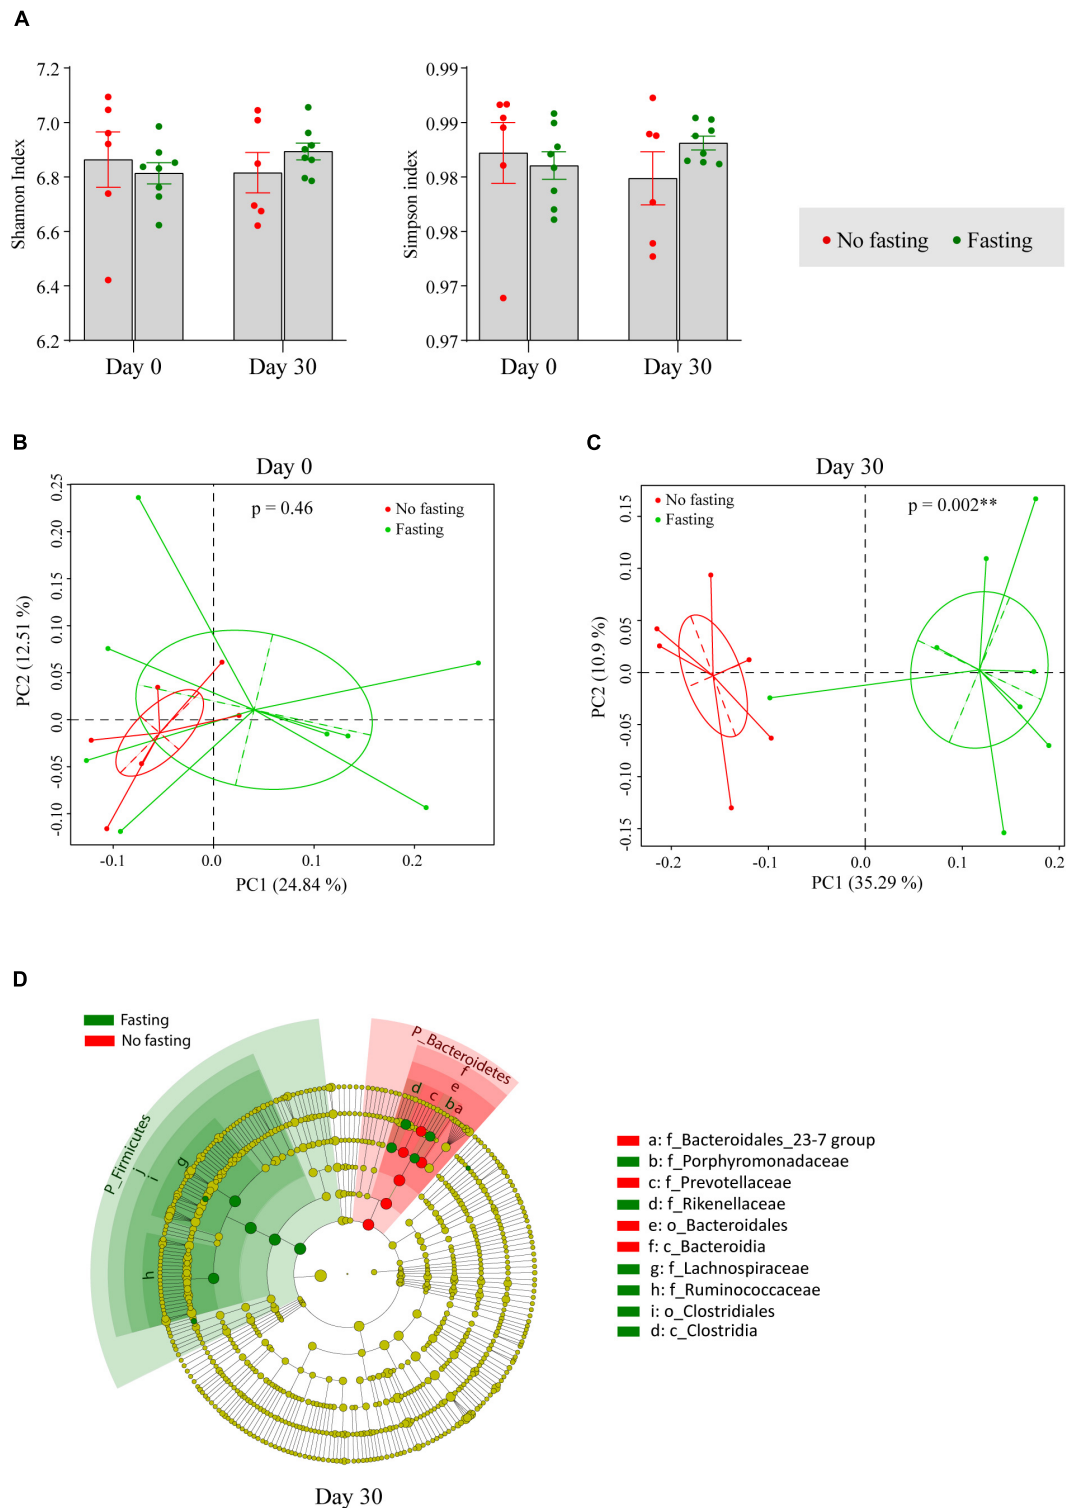 A
7.2
7.0
6.8
6.6
6.4
6.2
Shannon Index
Day 0
Day 30
0.99
0.99
0.98
0.98
0.97
0.97
Simpson index
Day 0
Day 30
No fasting
Fasting
B
Day 0
p = 0.46
No fasting
Fasting
0.25
0.20
0.15
0.10
0.05
0.0
-0.05
-0.10
PC2 (12.51 %)
-0.1
0.0
0.1
0.2
PC1 (24.84 %)
C
Day 30
No fasting
Fasting
p = 0.002**
0.15
0.10
0.05
0.0
-0.05
-0.10
-0.15
PC2 (10.9 %)
-0.2
-0.1
0.0
0.1
0.2
PC1 (35.29 %)
D
Fasting
No fasting
P_Firmicutes
j
i
g
h
P_Bacteroidetes
f
e
d
c
b
a
a: f_Bacteroidales_23-7 group
b: f_Porphyromonadaceae
c: f_Prevotellaceae
d: f_Rikenellaceae
e: o_Bacteroidales
f: c_Bacteroidia
g: f_Lachnospiraceae
h: f_Ruminococcaceae
i: o_Clostridiales
d: c_Clostridia
Day 30